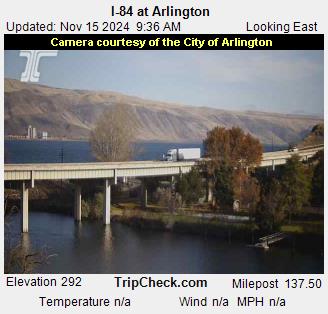 I-84 at Arlington
Updated: Nov 15 2024 9:36 AM Looking East
Camera courtesy of the City of Arlington
Elevation 292 TripCheck.com Milepost 137.50
Temperature n/a Wind n/a MPH n/a